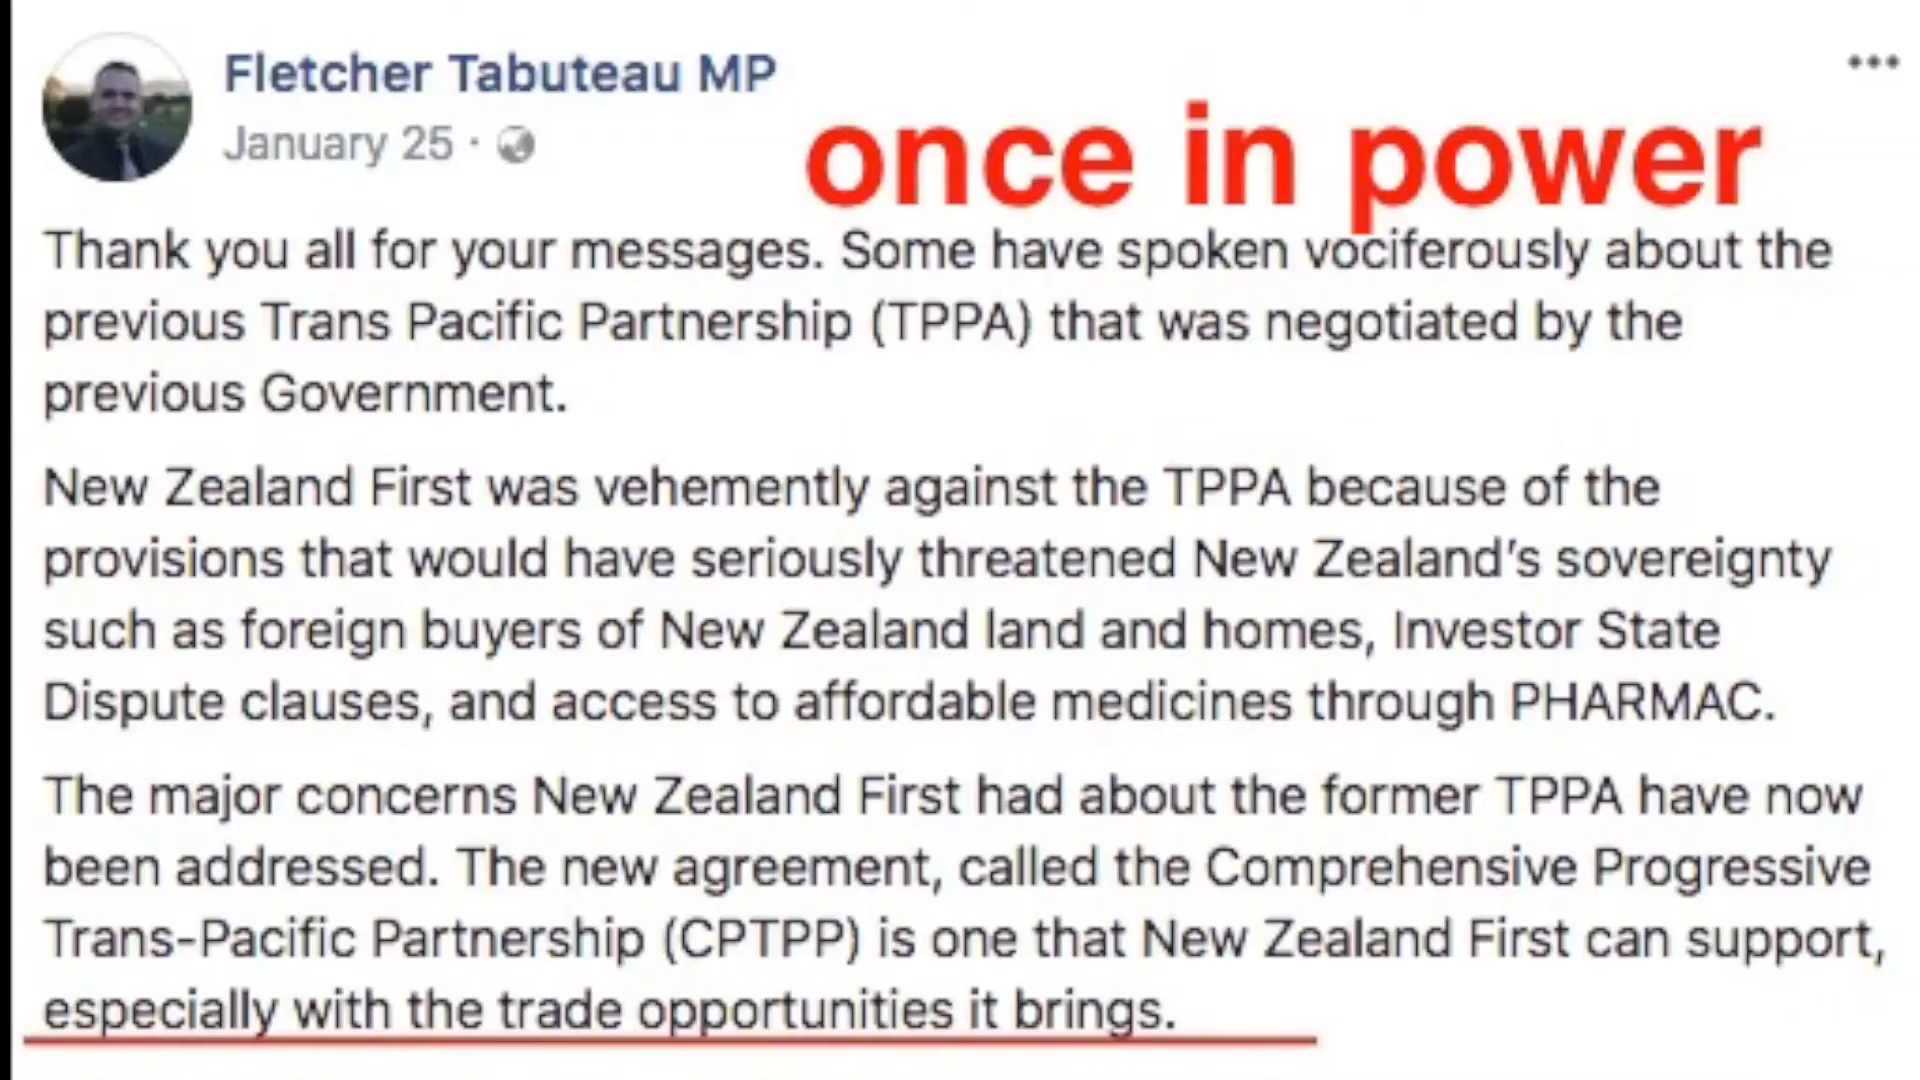 Fletcher Tabuteau MP
January 25 ·
once in power
Thank you all for your messages. Some have spoken vociferously about the
previous Trans Pacific Partnership (TPPA) that was negotiated by the
previous Government.
New Zealand First was vehemently against the TPPA because of the
provisions that would have seriously threatened New Zealand's sovereignty
such as foreign buyers of New Zealand land and homes, Investor State
Dispute clauses, and access to affordable medicines through PHARMAC.
The major concerns New Zealand First had about the former TPPA have now
been addressed. The new agreement, called the Comprehensive Progressive
Trans-Pacific Partnership (CPTPP) is one that New Zealand First can support,
especially with the trade opportunities it brings.